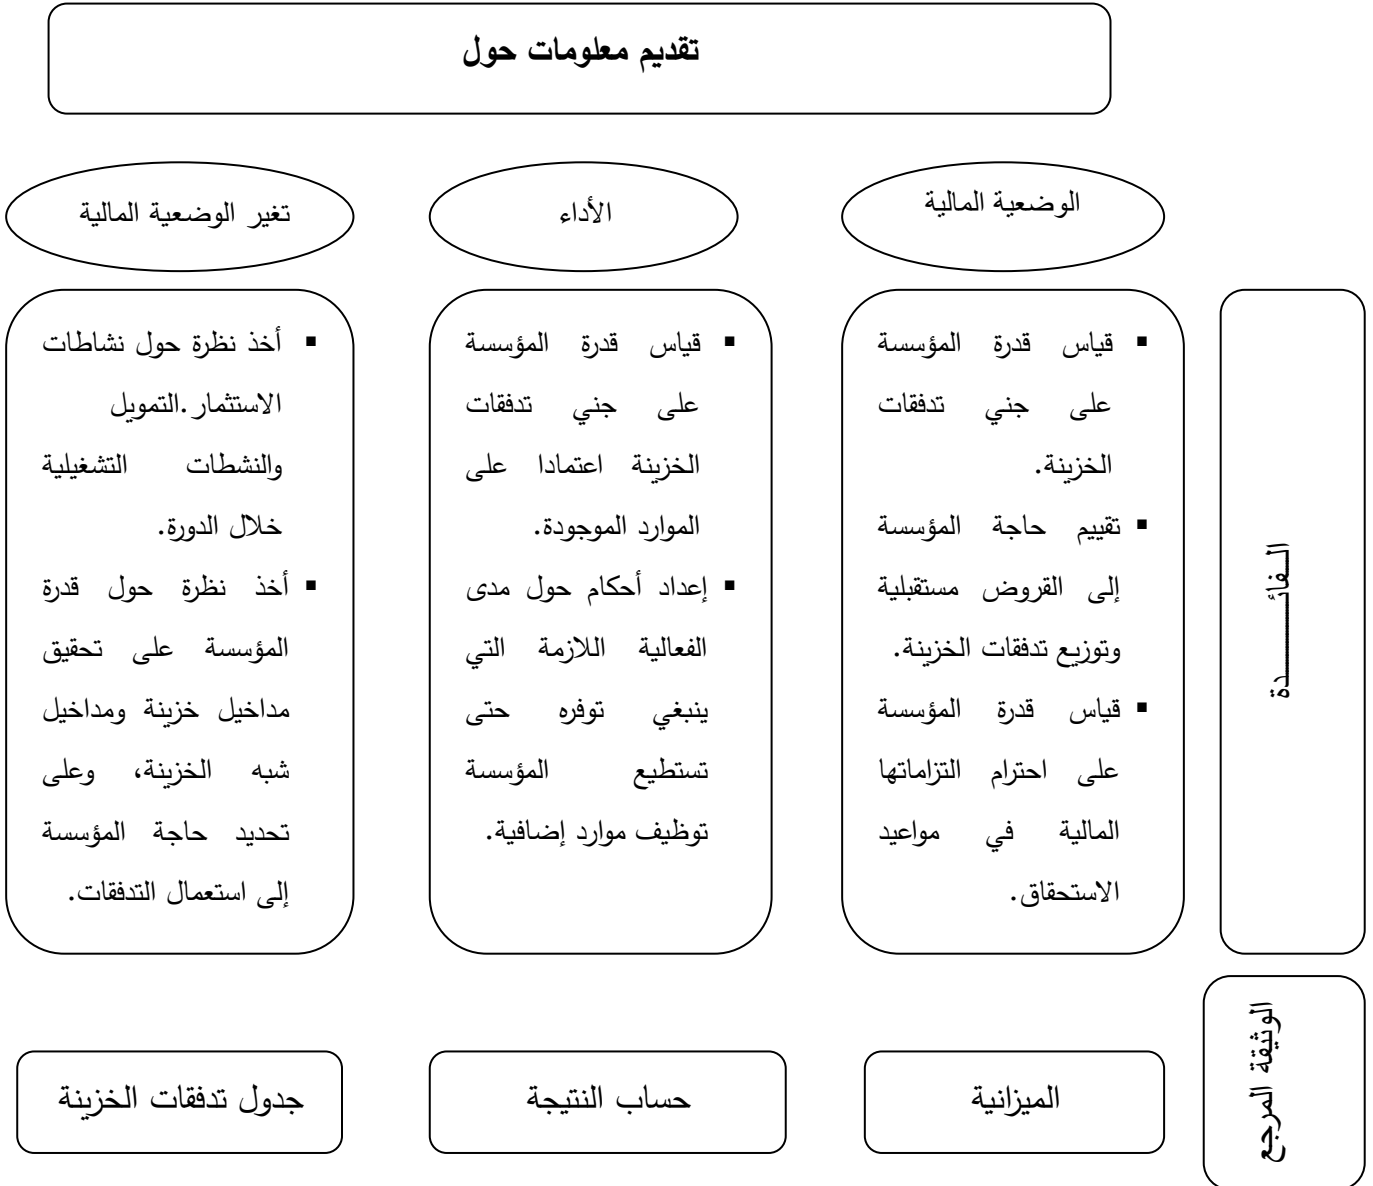 تقديم معلومات حول
الوضعية المالية
الأداء
تغير الوضعية المالية
الــفائــــــــدة
▪ قياس قدرة المؤسسة
على جني تدفقات
الخزينة.
▪ تقييم حاجة المؤسسة
إلى القروض مستقبلية
وتوزيع تدفقات الخزينة.
▪ قياس قدرة المؤسسة
على احترام التزاماتها
المالية في مواعيد
الاستحقاق.
▪ قياس قدرة المؤسسة
على جني تدفقات
الخزينة اعتمادا على
الموارد الموجودة.
▪ إعداد أحكام حول مدى
الفعالية اللازمة التي
ينبغي توفره حتى
تستطيع المؤسسة
توظيف موارد إضافية.
▪ أخذ نظرة حول نشاطات
الاستثمار.التمويل
والنشطات التشغيلية
خلال الدورة.
▪ أخذ نظرة حول قدرة
المؤسسة على تحقيق
مداخيل خزينة ومداخيل
شبه الخزينة، وعلى
تحديد حاجة المؤسسة
إلى استعمال التدفقات.
الوثيقة المرجع
الميزانية
حساب النتيجة
جدول تدفقات الخزينة